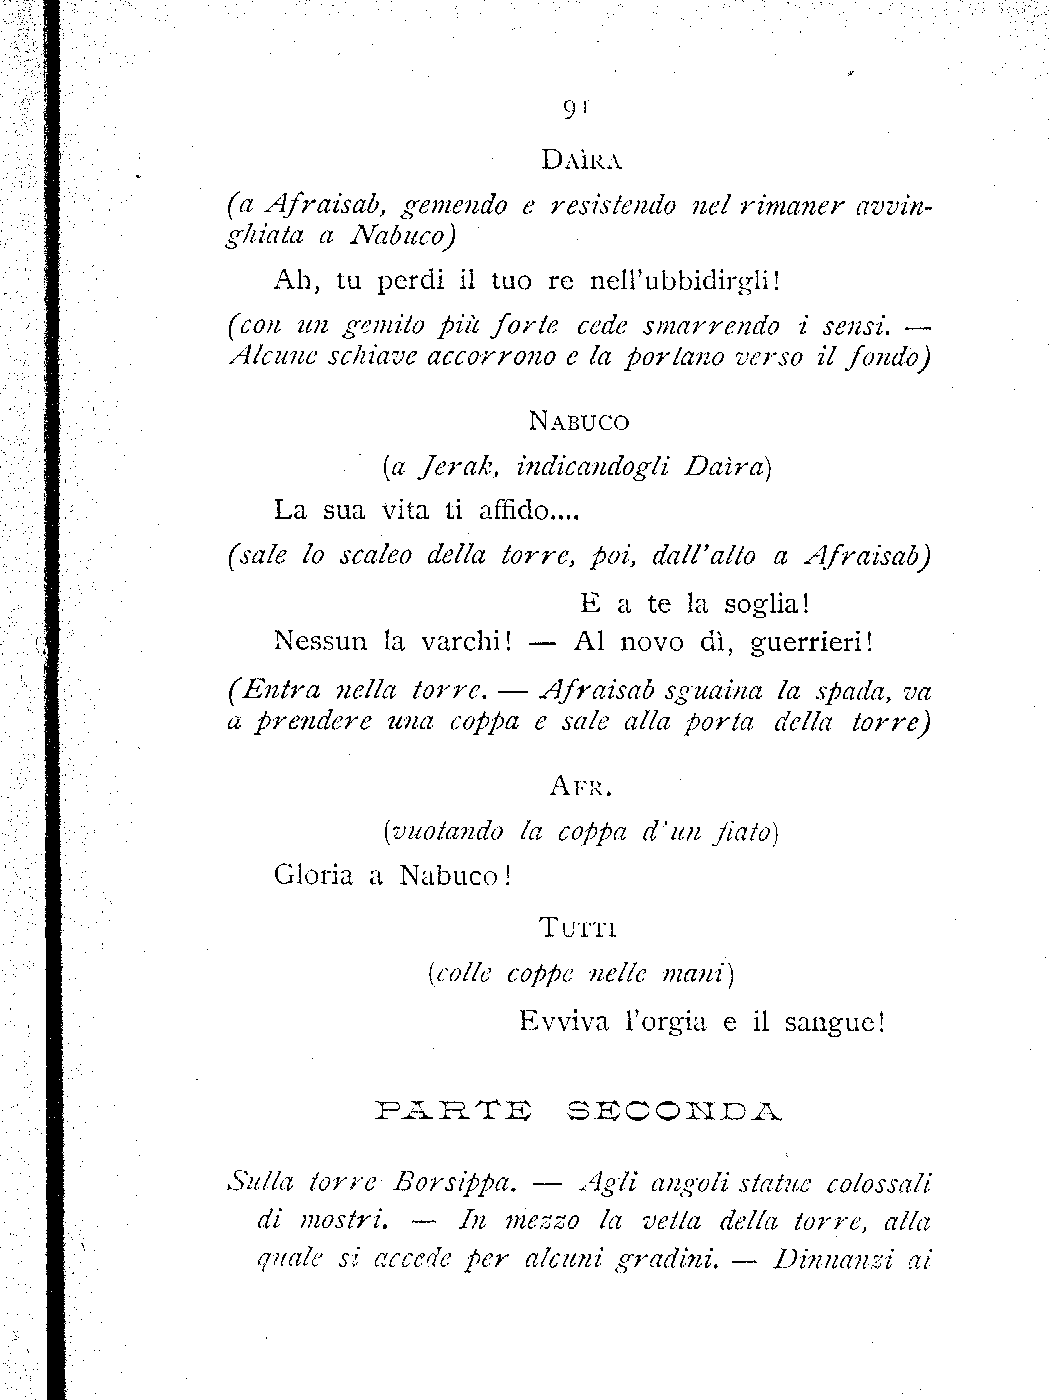 91
DAÌRA
(a Afraisab, gemendo e resistendo nel rimaner avvin-
ghiata a Nabuco)
Ah, tu perdi il tuo re nell'ubbidirgli!
(con un gemito più forte cede smarrendo i sensi. —
Alcune schiave accorrono e la portano verso il fondo)
NABUCO
(a Jerak, indicandogli Daìra)
La sua vita ti affido....
(sale lo scaleo della torre, poi, dall'alto a Afraisab)
E a te la soglia!
Nessun la varchi! — Al novo dì, guerrieri!
(Entra nella torre. — Afraisab sguaina la spada, va
a prendere una coppa e sale alla porta della torre)
AFR.
(vuotando la coppa d'un fiato)
Gloria a Nabuco!
TUTTI
(colle coppe nelle mani)
Evviva l'orgia e il sangue!
PARTE SECONDA
Sulla torre Borsippa. — Agli angoli statue colossali
di mostri. — In mezzo la vetta della torre, alla
quale si accede per alcuni gradini. — Dinnanzi ai